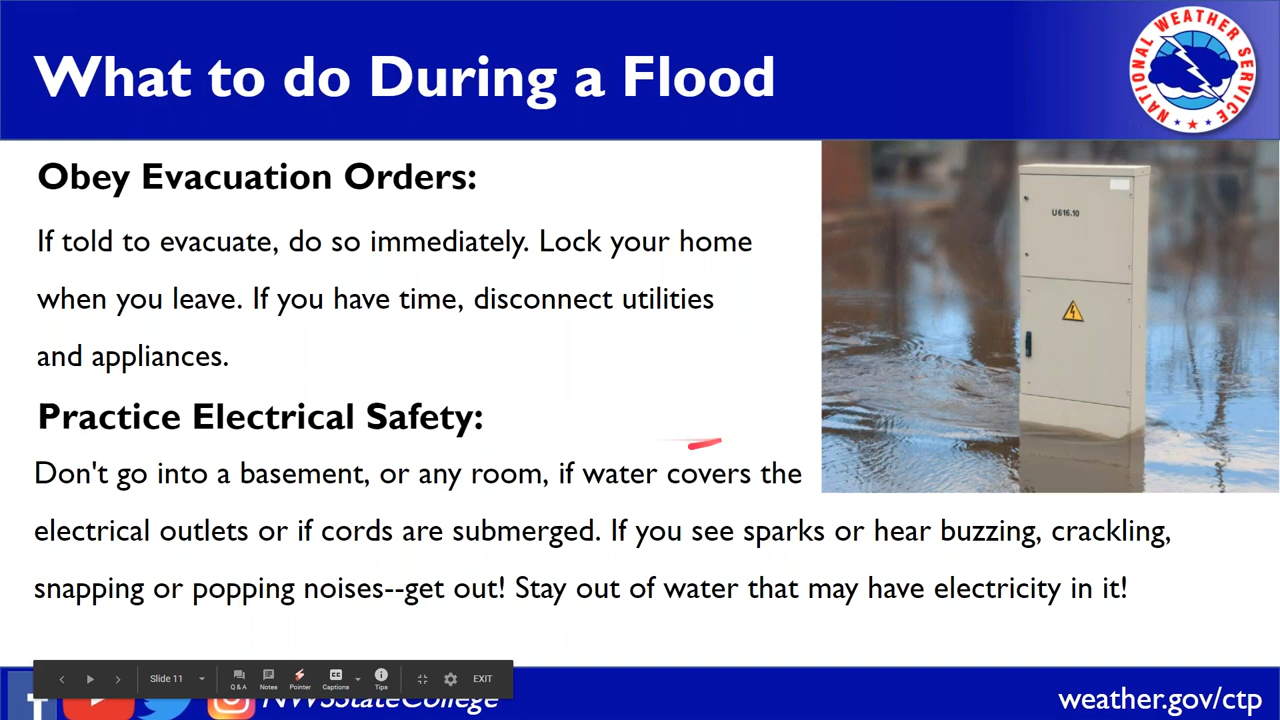 What to do During a Flood
NATIONAL WEATHER SERVICE
Obey Evacuation Orders:
If told to evacuate, do so immediately. Lock your home
when you leave. If you have time, disconnect utilities
and appliances.
U616.10
Practice Electrical Safety:
Don't go into a basement, or any room, if water covers the
electrical outlets or if cords are submerged. If you see sparks or hear buzzing, crackling,
snapping or popping noises--get out! Stay out of water that may have electricity in it!
Slide 11
Q & A
Notes
Pointer
CC
Captions
Tips
EXIT
NWSStateCollege
weather.gov/ctp